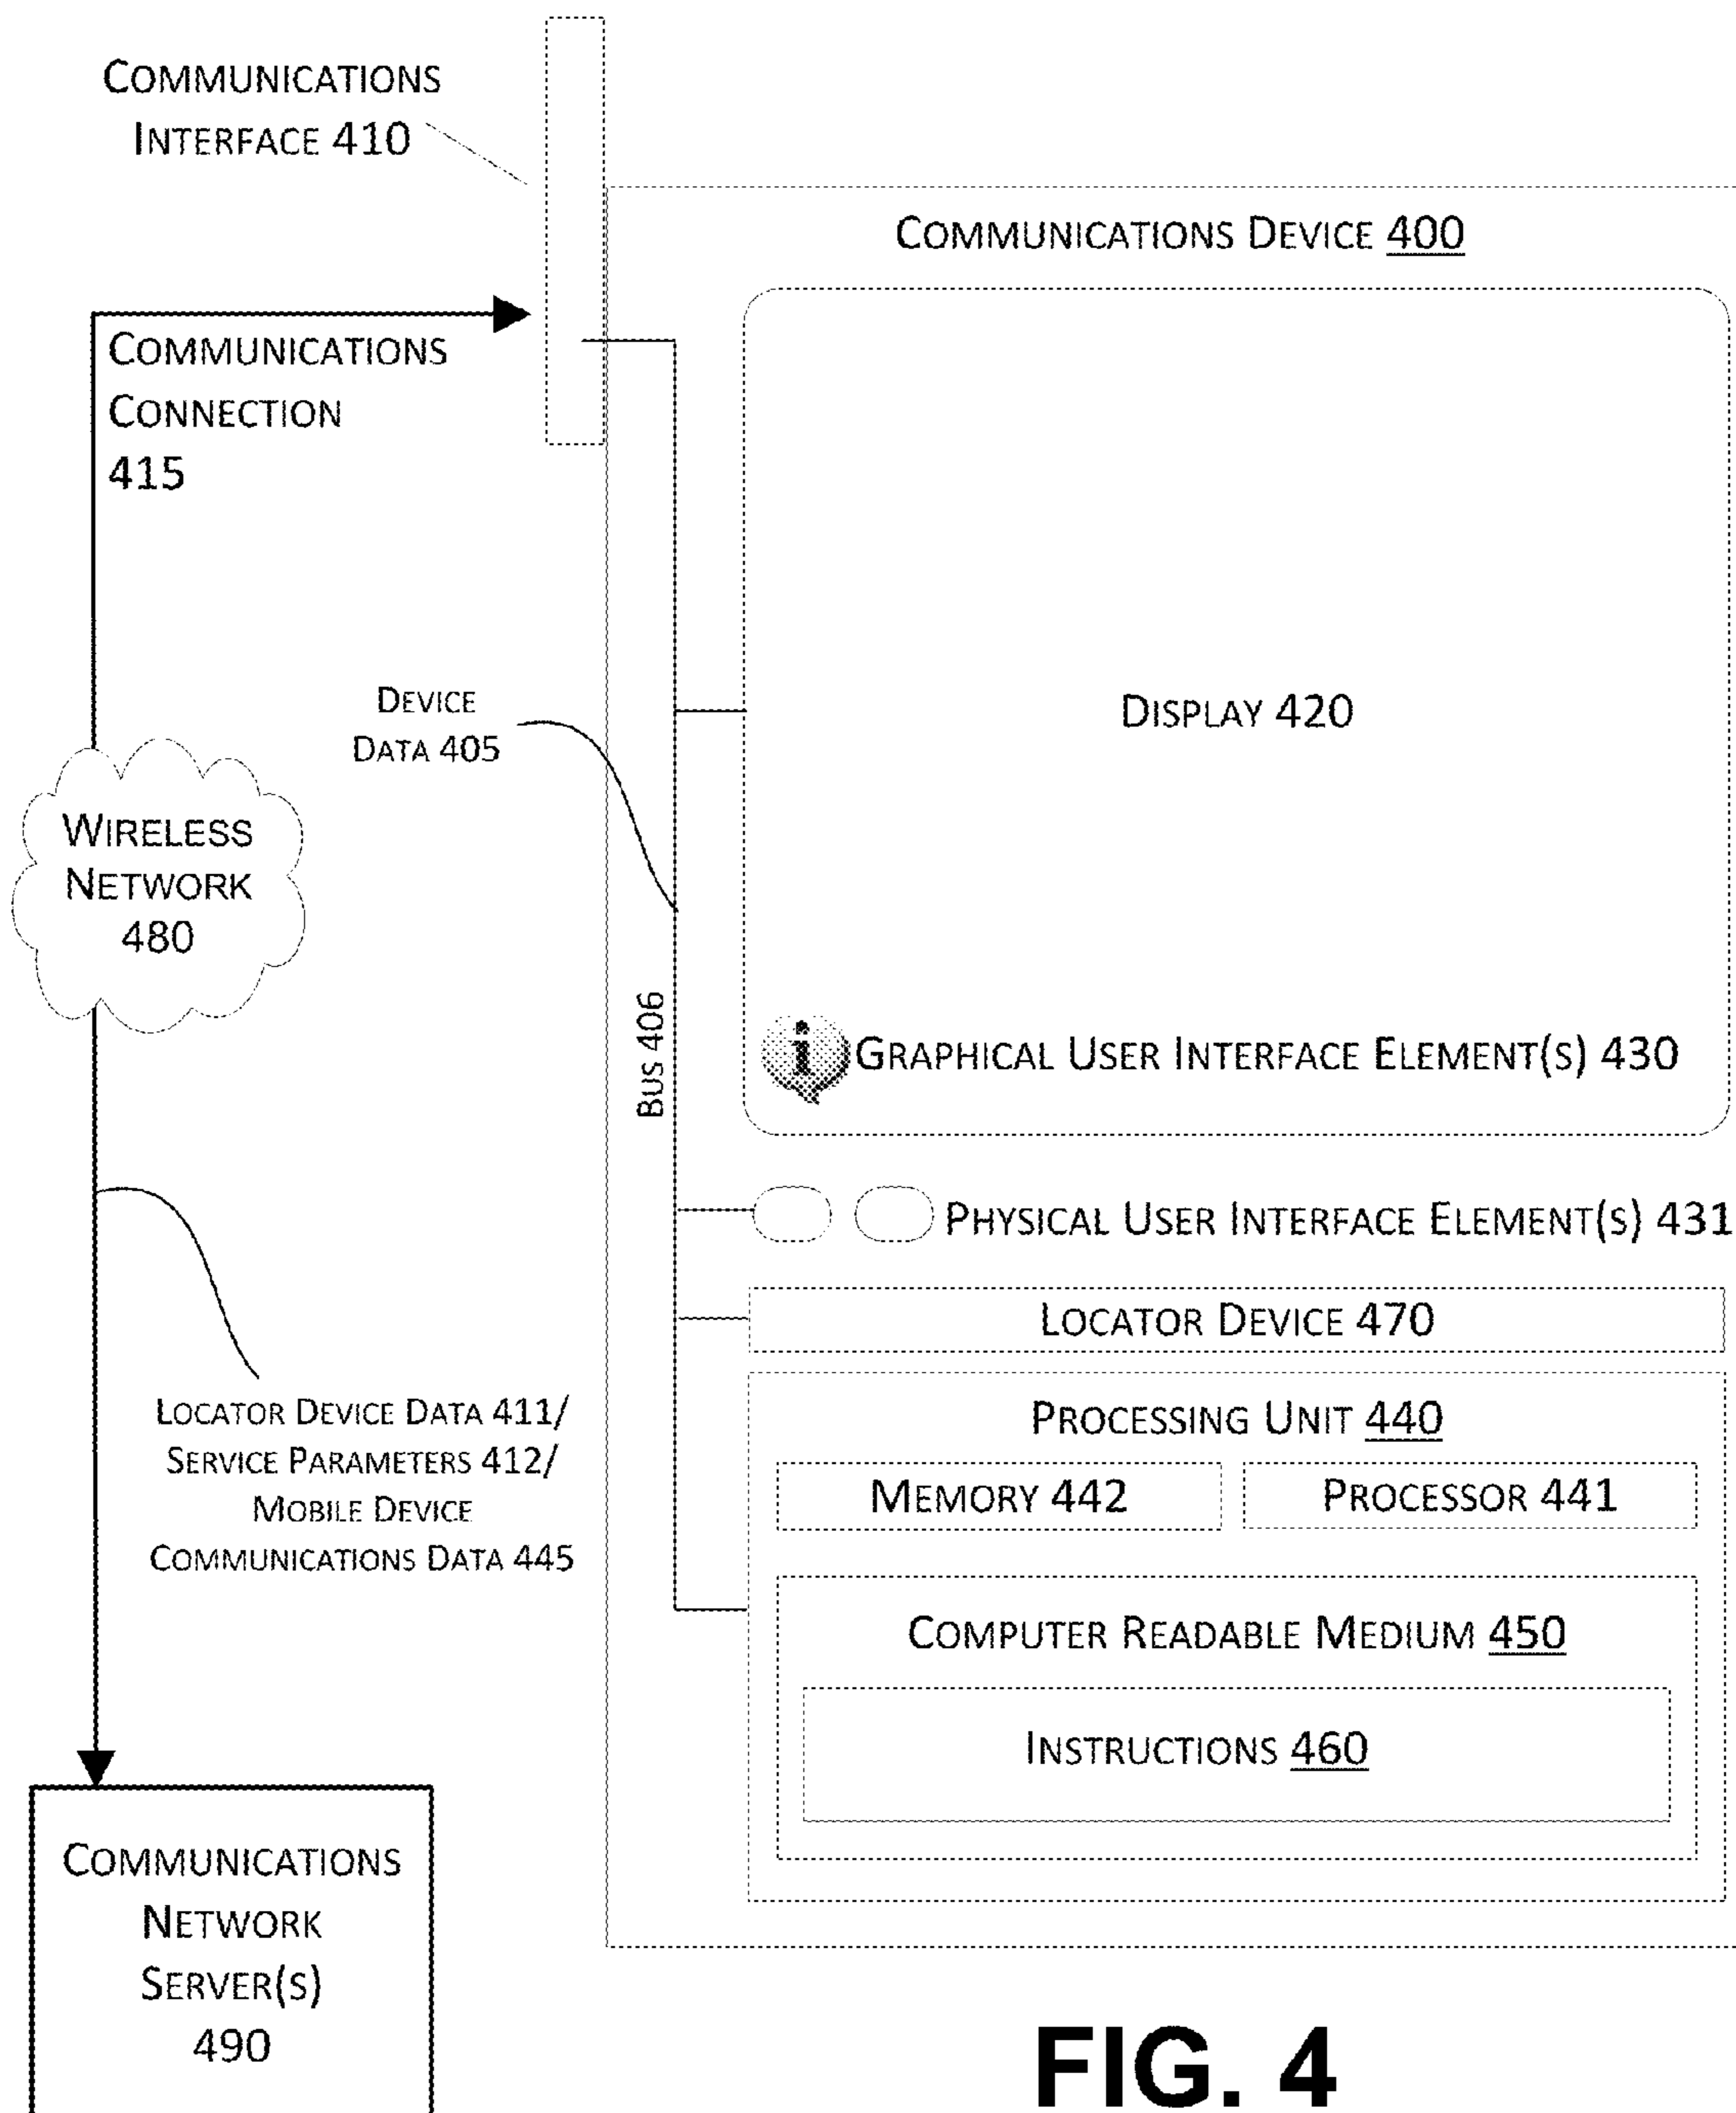 COMMUNICATIONS
INTERFACE 410
COMMUNICATIONS DEVICE 400
COMMUNICATIONS
CONNECTION
415
DEVICE
DATA 405
DISPLAY 420
WIRELESS
NETWORK
480
BUS 406
i
GRAPHICAL USER INTERFACE ELEMENT(S) 430
PHYSICAL USER INTERFACE ELEMENT(S) 431
LOCATOR DEVICE 470
LOCATOR DEVICE DATA 411/
SERVICE PARAMETERS 412/
MOBILE DEVICE
COMMUNICATIONS DATA 445
PROCESSING UNIT 440
MEMORY 442
PROCESSOR 441
COMPUTER READABLE MEDIUM 450
INSTRUCTIONS 460
COMMUNICATIONS
NETWORK
SERVER(S)
490
FIG. 4